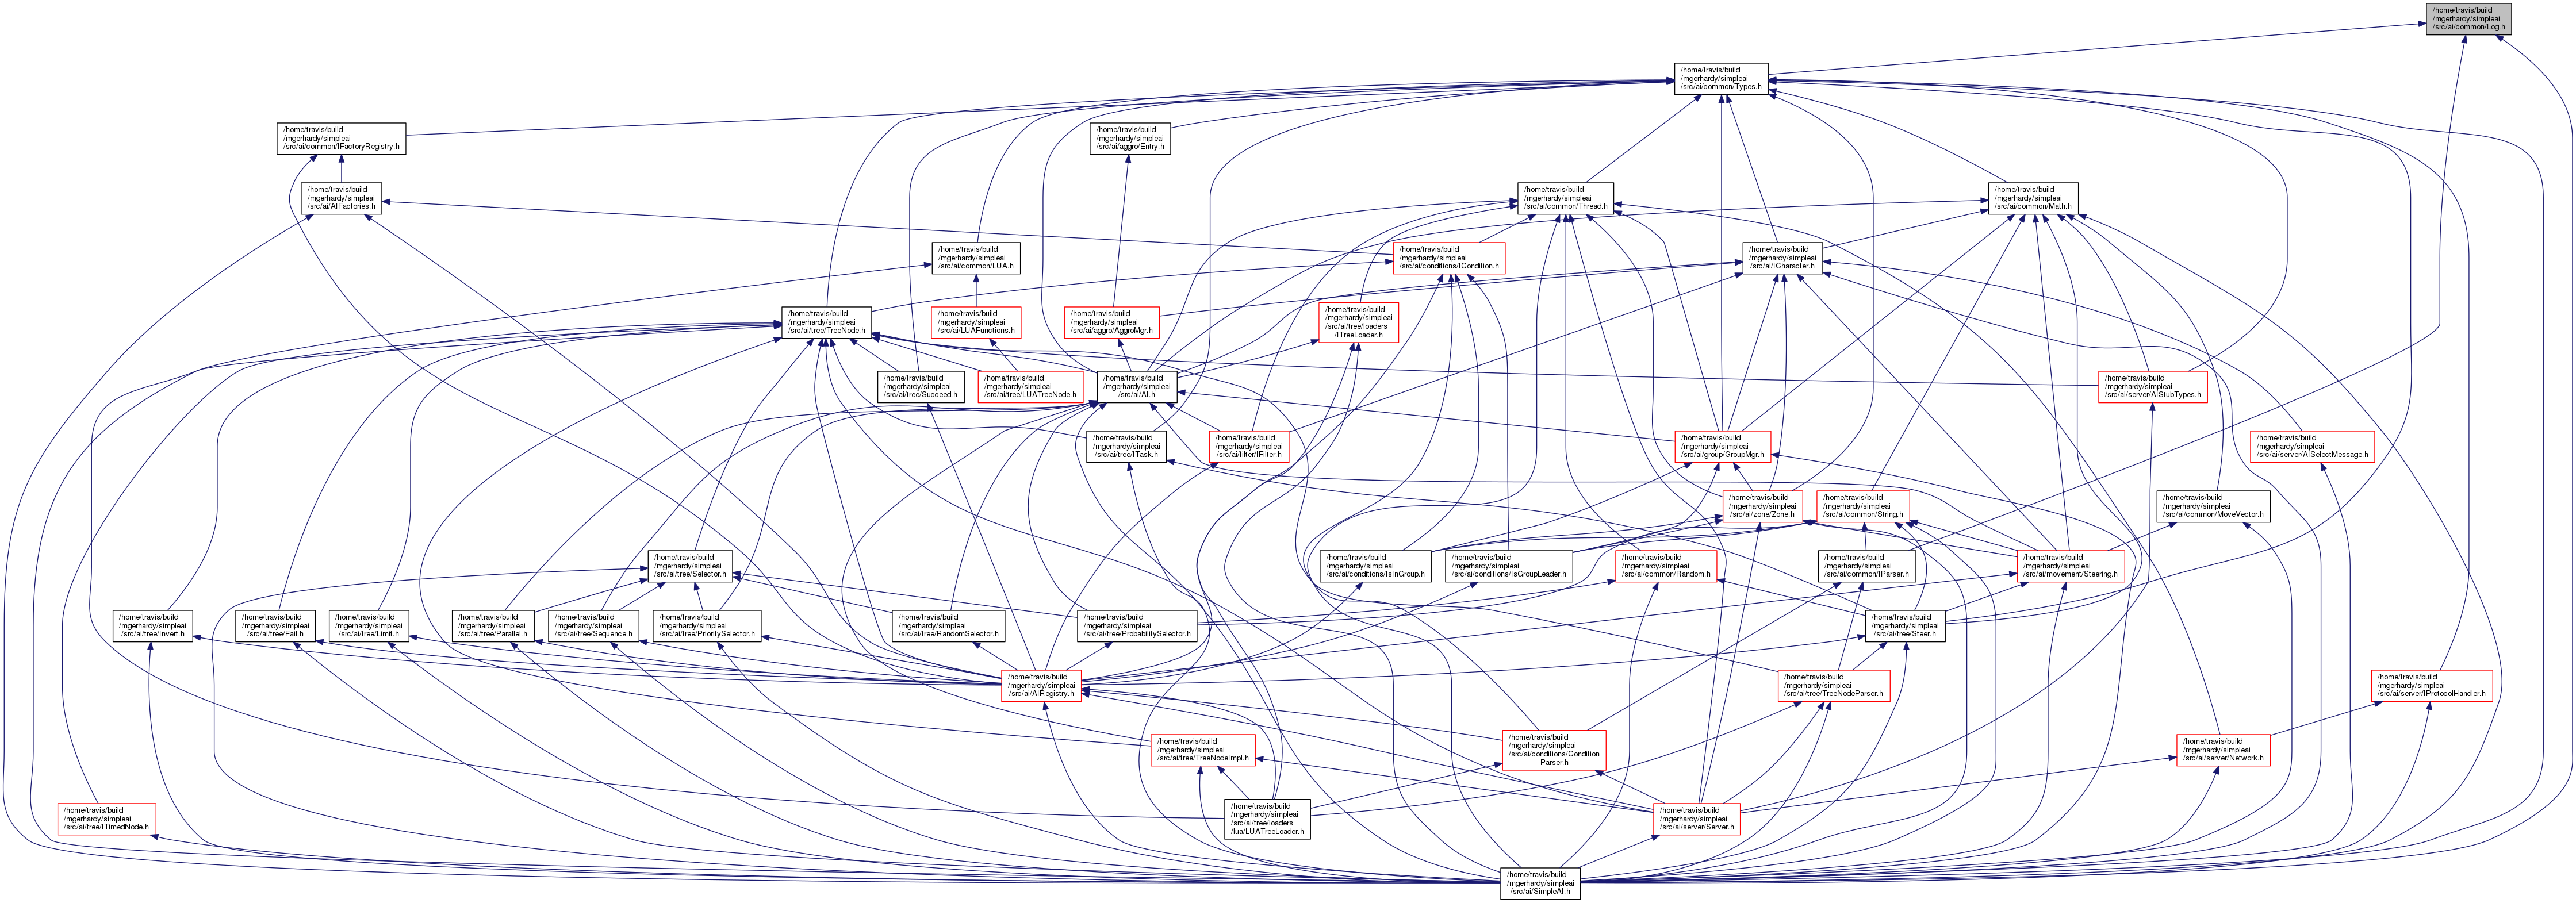 /home/travis/build
/mgerhardy/simpleai
/src/ai/common/Log.h
/home/travis/build
/mgerhardy/simpleai
/src/ai/common/Types.h
/home/travis/build
/mgerhardy/simpleai
/src/ai/common/IFactoryRegistry.h
/home/travis/build
/mgerhardy/simpleai
/src/ai/aggro/Entry.h
/home/travis/build
/mgerhardy/simpleai
/src/ai/AIFactories.h
/home/travis/build
/mgerhardy/simpleai
/src/ai/common/Thread.h
/home/travis/build
/mgerhardy/simpleai
/src/ai/common/Math.h
/home/travis/build
/mgerhardy/simpleai
/src/ai/common/LUA.h
/home/travis/build
/mgerhardy/simpleai
/src/ai/conditions/ICondition.h
/home/travis/build
/mgerhardy/simpleai
/src/ai/ICharacter.h
/home/travis/build
/mgerhardy/simpleai
/src/ai/tree/TreeNode.h
/home/travis/build
/mgerhardy/simpleai
/src/ai/LUAFunctions.h
/home/travis/build
/mgerhardy/simpleai
/src/ai/aggro/AggroMgr.h
/home/travis/build
/mgerhardy/simpleai
/src/ai/tree/loaders
/ITreeLoader.h
/home/travis/build
/mgerhardy/simpleai
/src/ai/tree/Succeed.h
/home/travis/build
/mgerhardy/simpleai
/src/ai/tree/LUATreeNode.h
/home/travis/build
/mgerhardy/simpleai
/src/ai/AI.h
/home/travis/build
/mgerhardy/simpleai
/src/ai/server/AIStubTypes.h
/home/travis/build
/mgerhardy/simpleai
/src/ai/tree/ITask.h
/home/travis/build
/mgerhardy/simpleai
/src/ai/filter/IFilter.h
/home/travis/build
/mgerhardy/simpleai
/src/ai/group/GroupMgr.h
/home/travis/build
/mgerhardy/simpleai
/src/ai/server/AISelectMessage.h
/home/travis/build
/mgerhardy/simpleai
/src/ai/zone/Zone.h
/home/travis/build
/mgerhardy/simpleai
/src/ai/common/String.h
/home/travis/build
/mgerhardy/simpleai
/src/ai/common/MoveVector.h
/home/travis/build
/mgerhardy/simpleai
/src/ai/tree/Selector.h
/home/travis/build
/mgerhardy/simpleai
/src/ai/conditions/IsInGroup.h
/home/travis/build
/mgerhardy/simpleai
/src/ai/conditions/IsGroupLeader.h
/home/travis/build
/mgerhardy/simpleai
/src/ai/common/Random.h
/home/travis/build
/mgerhardy/simpleai
/src/ai/common/IParser.h
/home/travis/build
/mgerhardy/simpleai
/src/ai/movement/Steering.h
/home/travis/build
/mgerhardy/simpleai
/src/ai/tree/Invert.h
/home/travis/build
/mgerhardy/simpleai
/src/ai/tree/Fail.h
/home/travis/build
/mgerhardy/simpleai
/src/ai/tree/Limit.h
/home/travis/build
/mgerhardy/simpleai
/src/ai/tree/Parallel.h
/home/travis/build
/mgerhardy/simpleai
/src/ai/tree/Sequence.h
/home/travis/build
/mgerhardy/simpleai
/src/ai/tree/PrioritySelector.h
/home/travis/build
/mgerhardy/simpleai
/src/ai/tree/RandomSelector.h
/home/travis/build
/mgerhardy/simpleai
/src/ai/tree/ProbabilitySelector.h
/home/travis/build
/mgerhardy/simpleai
/src/ai/tree/Steer.h
/home/travis/build
/mgerhardy/simpleai
/src/ai/AIRegistry.h
/home/travis/build
/mgerhardy/simpleai
/src/ai/tree/TreeNodeParser.h
/home/travis/build
/mgerhardy/simpleai
/src/ai/server/IProtocolHandler.h
/home/travis/build
/mgerhardy/simpleai
/src/ai/tree/TreeNodeImpl.h
/home/travis/build
/mgerhardy/simpleai
/src/ai/conditions/Condition
Parser.h
/home/travis/build
/mgerhardy/simpleai
/src/ai/server/Network.h
/home/travis/build
/mgerhardy/simpleai
/src/ai/tree/ITimedNode.h
/home/travis/build
/mgerhardy/simpleai
/src/ai/tree/loaders
/lua/LUATreeLoader.h
/home/travis/build
/mgerhardy/simpleai
/src/ai/server/Server.h
/home/travis/build
/mgerhardy/simpleai
/src/ai/SimpleAI.h